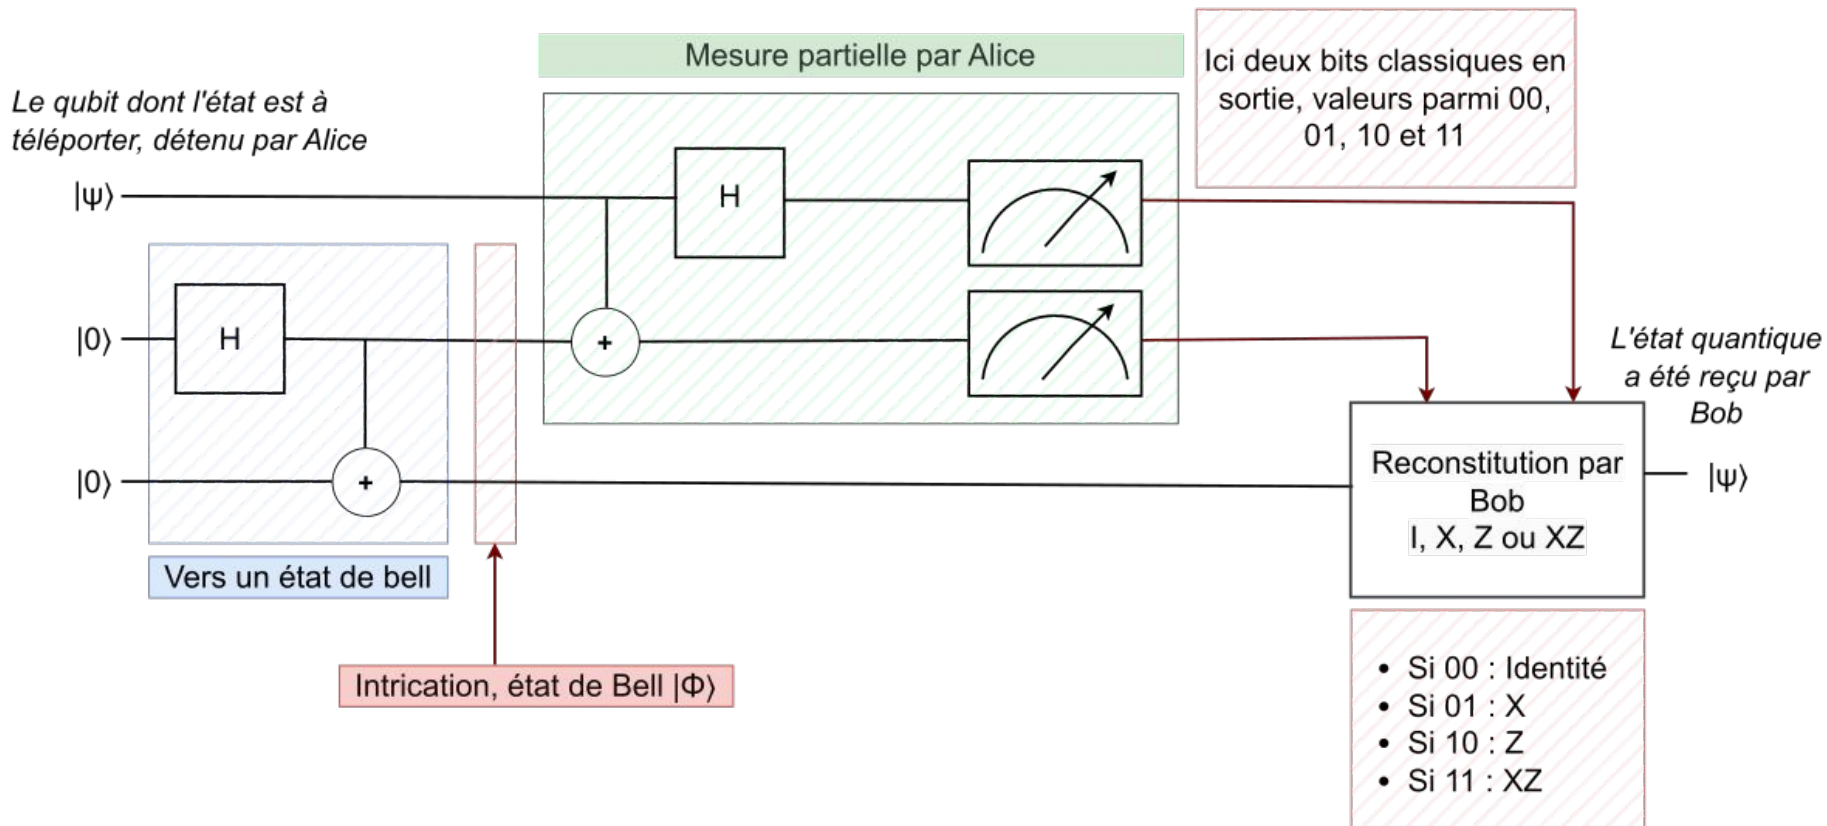 Mesure partielle par Alice
Ici deux bits classiques en
sortie, valeurs parmi 00,
01, 10 et 11
Le qubit dont l'état est à
téléporter, détenu par Alice
|ψ⟩
H
|0⟩
H
+
|0⟩
+
L'état quantique
a été reçu par
Bob
Reconstitution par
Bob
I, X, Z ou XZ
|ψ⟩
Vers un état de bell
Intrication, état de Bell |Φ⟩
• Si 00 : Identité
• Si 01 : X
• Si 10 : Z
• Si 11 : XZ